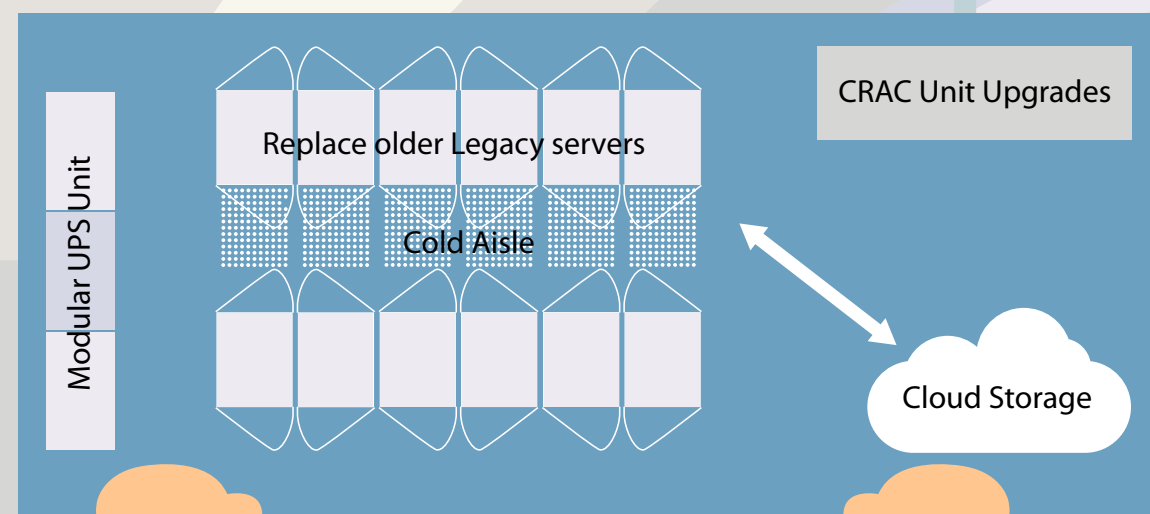 CRAC Unit Upgrades
Replace older Legacy servers
Modular UPS Unit
Cold Aisle
Cloud Storage